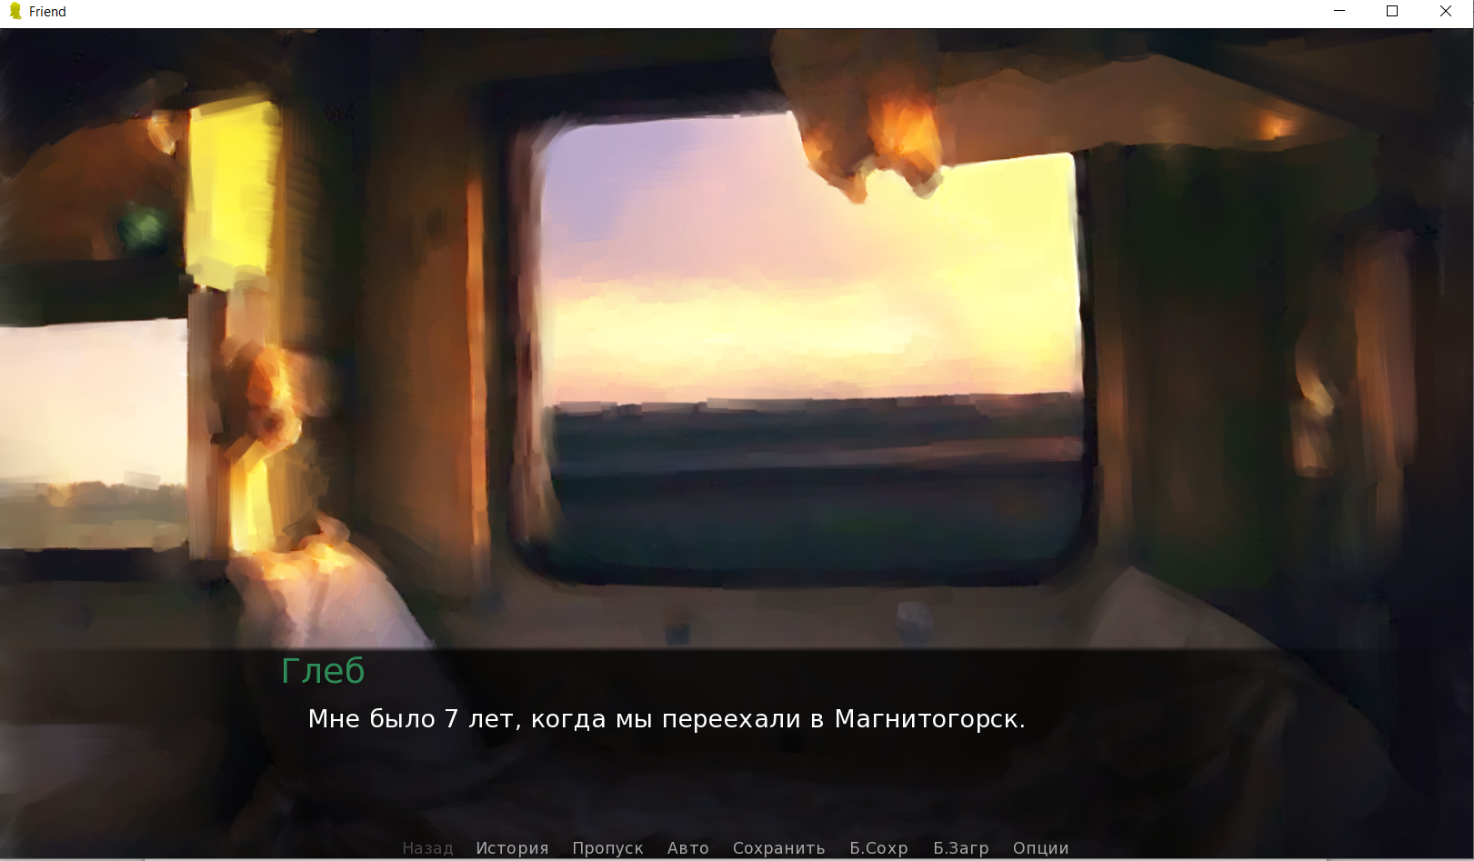 Friend
Глеб
Мне было 7 лет, когда мы переехали в Магнитогорск.
Назад История Пропуск Авто Сохранить Б.Сохр Б.Загр Опции